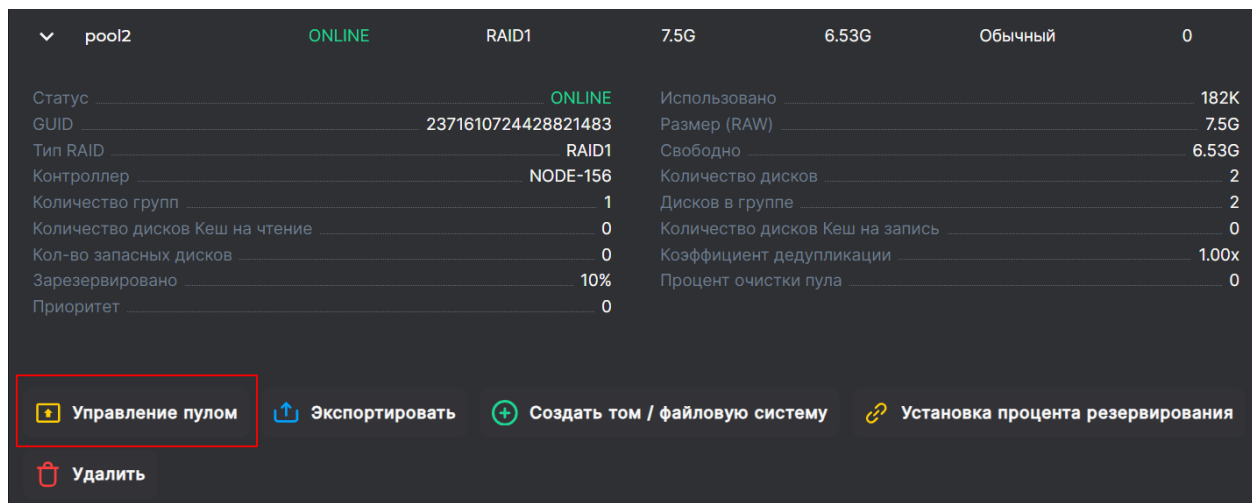 pool2 ONLINE RAID1 7.5G 6.53G Обычный 0
Статус ONLINE
Использовано 182K
GUID 2371610724428821483
Размер (RAW) 7.5G
Тип RAID RAID1
Свободно 6.53G
Контроллер NODE-156
Количество дисков 2
Количество групп 1
Дисков в группе 2
Количество дисков Кеш на чтение 0
Количество дисков Кеш на запись 0
Кол-во запасных дисков 0
Коэффициент дедупликации 1.00x
Зарезервировано 10%
Процент очистки пула 0
Приоритет 0
Управление пулом Экспортировать Создать том / файловую систему Установка процента резервирования
Удалить